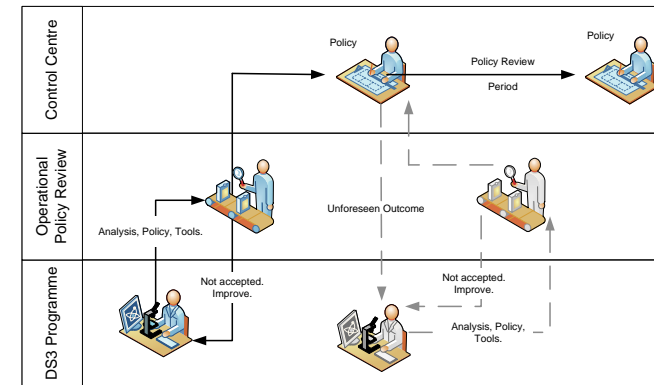 Control Centre
Policy
Policy Review
Period
Policy
Operational
Policy Review
Analysis, Policy, Tools.
Unforeseen Outcome
DS3 Programme
Not accepted.
Improve.
Not accepted.
Improve.
Analysis, Policy,
Tools.